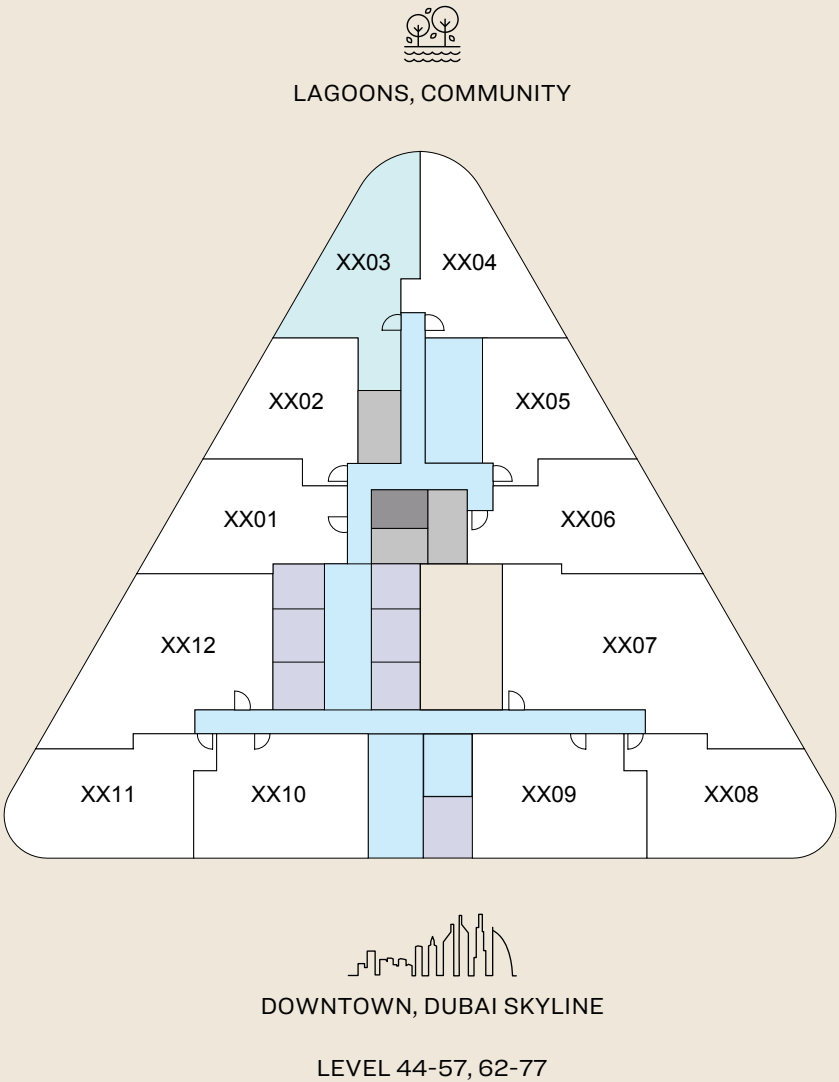 LAGOONS, COMMUNITY
XX03
XX04
XX02
XX05
XX01
XX06
XX12
XX07
XX11
XX10
XX09
XX08
DOWNTOWN, DUBAI SKYLINE
LEVEL 44-57, 62-77